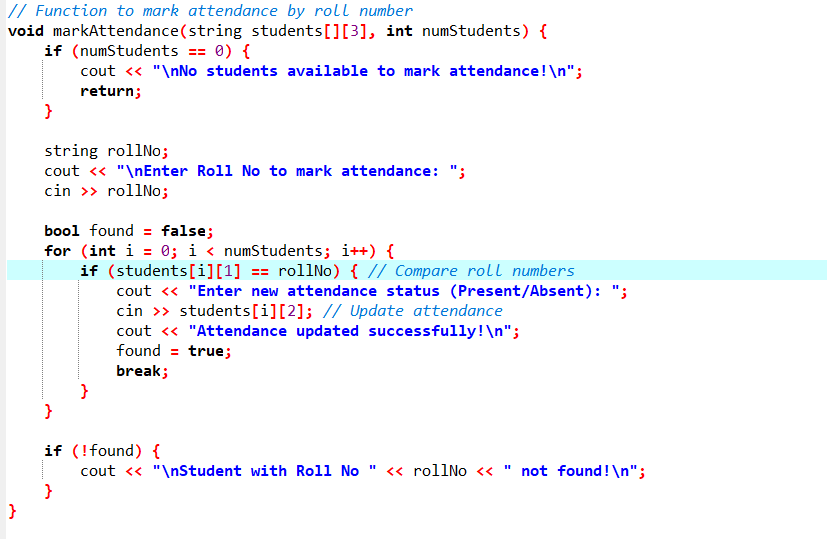 // Function to mark attendance by roll number
void markAttendance(string students[][3], int numStudents) {
    if (numStudents == 0) {
        cout << "\nNo students available to mark attendance!\n";
        return;
    }

    string rollNo;
    cout << "\nEnter Roll No to mark attendance: ";
    cin >> rollNo;

    bool found = false;
    for (int i = 0; i < numStudents; i++) {
        if (students[i][1] == rollNo) { // Compare roll numbers
            cout << "Enter new attendance status (Present/Absent): ";
            cin >> students[i][2]; // Update attendance
            cout << "Attendance updated successfully!\n";
            found = true;
            break;
        }
    }

    if (!found) {
        cout << "\nStudent with Roll No " << rollNo << " not found!\n";
    }
}